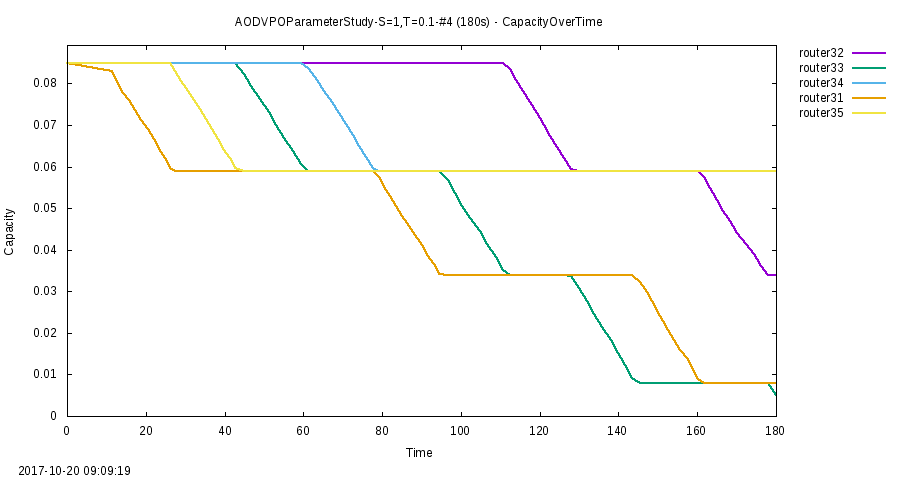 AODVPOParameterStudy-S=1,T=0.1-#4 (180s) - CapacityOverTime
router32
router33
router34
router31
router35
0.08
0.07
0.06
0.05
0.04
0.03
0.02
0.01
0
Capacity
0 20 40 60 80 100 120 140 160 180
Time
2017-10-20 09:09:19